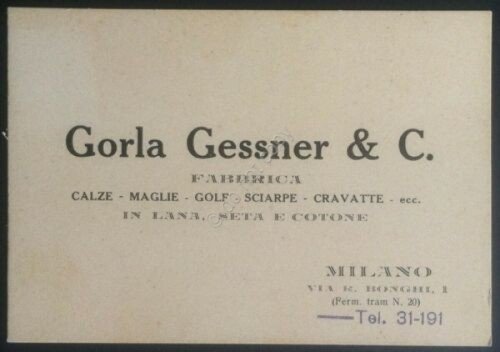 Gorla Gessner & C.
FABBRICA
CALZE - MAGLIE - GOLF - SCIARPE - CRAVATTE - ecc.
IN LANA, SETA E COTONE
MILANO
VIA R. BONGHI, 1
(Ferm. tram N. 20)
Tel. 31-191